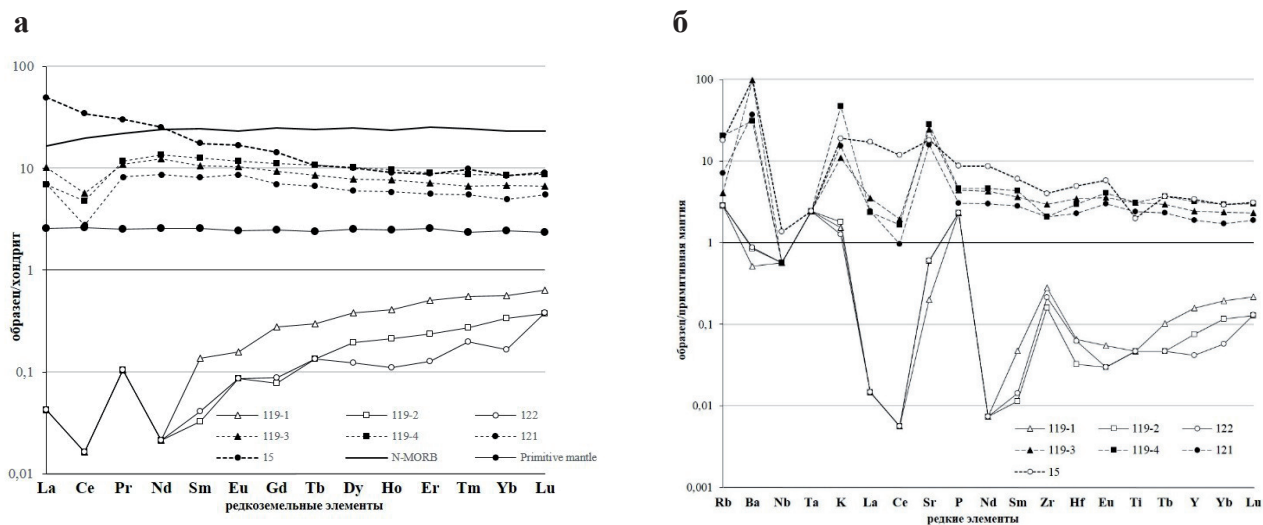 а
образец/хондрит
100
10
1
0,1
0,01
La Ce Pr Nd Sm Eu Gd Tb Dy Ho Er Tm Yb Lu
редкоземельные элементы
119-1 119-2 122
119-3 119-4 121
15 N-MORB Primitive mantle
б
образец/примитивная мантия
100
10
1
0,1
0,01
0,001
Rb Ba Nb Ta K La Ce Sr P Nd Sm Zr Hf Eu Ti Tb Y Yb Lu
редкие элементы
119-1 119-2 122
119-3 119-4 121
15